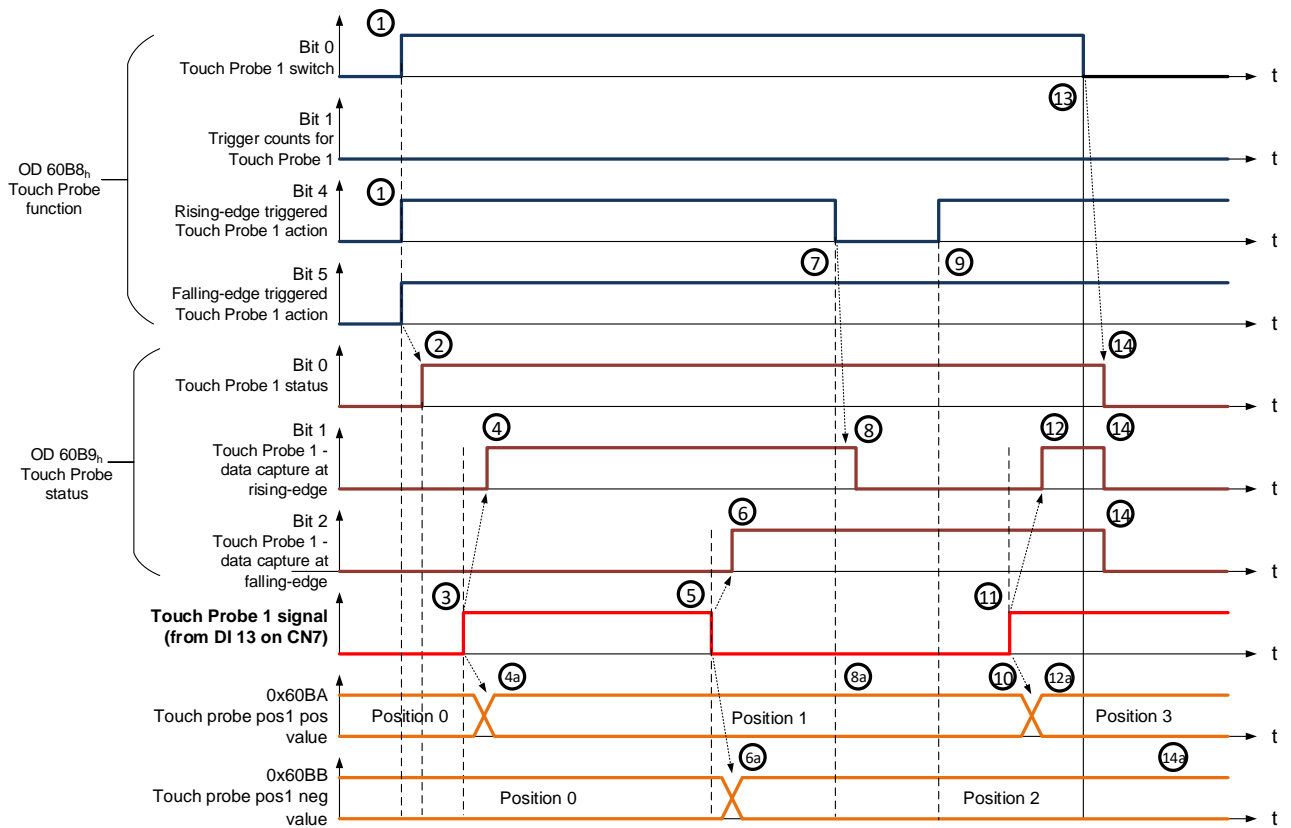 ①
Bit 0
Touch Probe 1 switch
t
⑬
Bit 1
Trigger counts for
Touch Probe 1
t
OD 60B8h
Touch Probe
function
①
Bit 4
Rising-edge triggered
Touch Probe 1 action
t
⑦
⑨
Bit 5
Falling-edge triggered
Touch Probe 1 action
t
②
⑭
Bit 0
Touch Probe 1 status
t
OD 60B9h
Touch Probe
status
④
⑧
⑫
⑭
Bit 1
Touch Probe 1 -
data capture at
rising-edge
t
⑥
⑭
Bit 2
Touch Probe 1 -
data capture at
falling-edge
t
③
⑤
⑪
Touch Probe 1 signal
(from DI 13 on CN7)
t
4a
8a
⑩
12a
0x60BA
Touch probe pos1 pos
value
Position 0
Position 1
Position 3
t
6a
14a
0x60BB
Touch probe pos1 neg
value
Position 0
Position 2
t